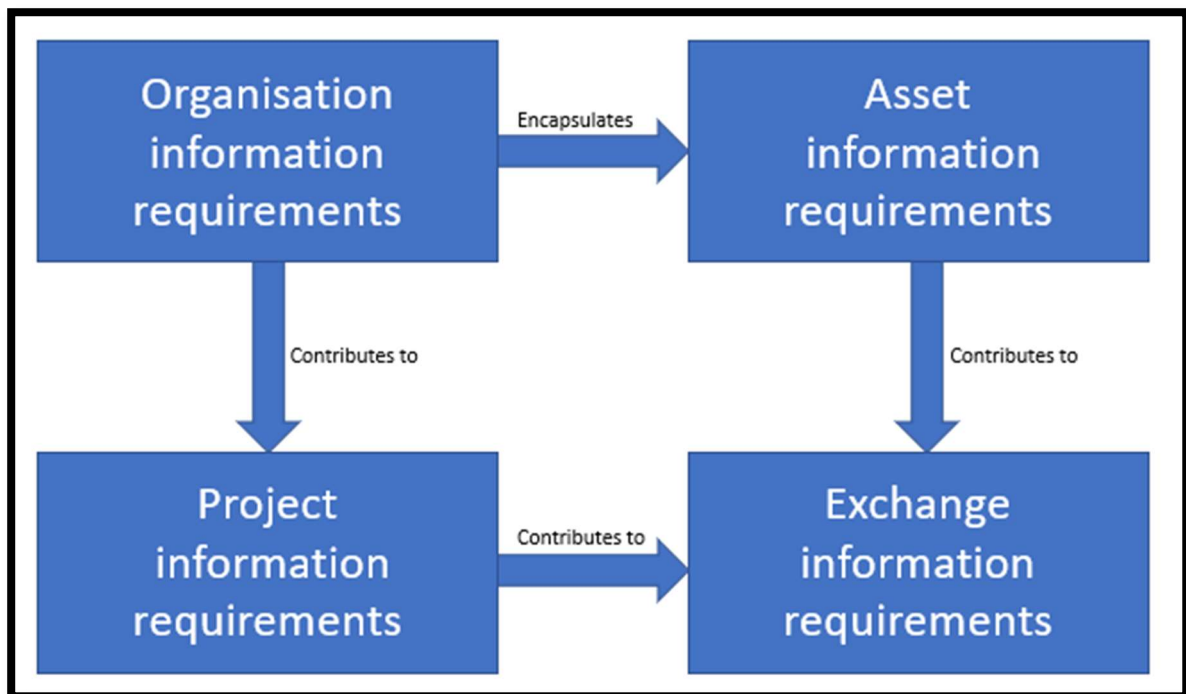 Organisation
information
requirements
Encapsulates
Asset
information
requirements
Contributes to
Contributes to
Project
information
requirements
Contributes to
Exchange
information
requirements